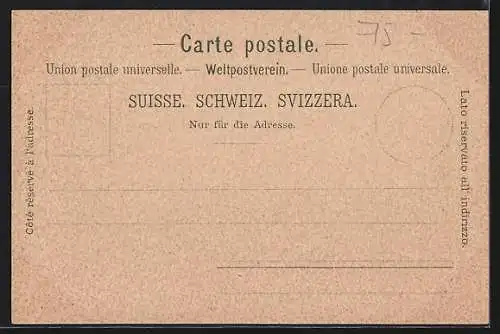 75 -
— Carte postale. —
Union postale universelle. — Weltpostverein. — Unione postale universale.
SUISSE. SCHWEIZ. SVIZZERA.
Nur für die Adresse.
Côté réservé à l'adresse.
Lato riservato all' indirizzo.